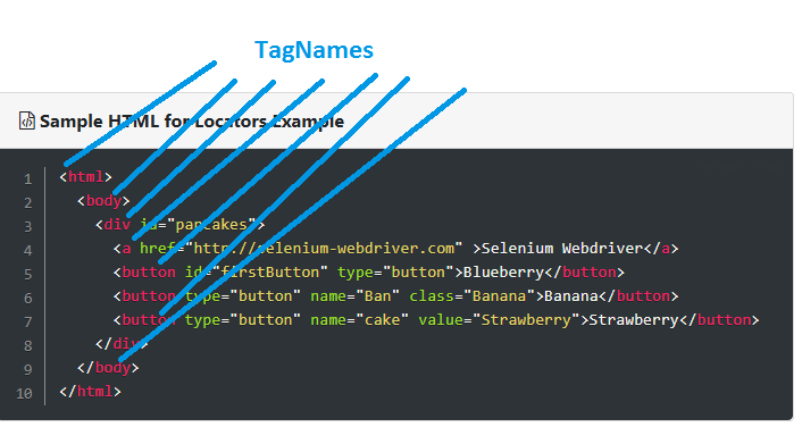 TagNames
Sample HTML for Locators Example
1 <html>
2 <body>
3 <div id="pancakes">
4 <a href="http://selenium-webdriver.com" >Selenium Webdriver</a>
5 <button id="firstButton" type="button">Blueberry</button>
6 <button type="button" name="Ban" class="Banana">Banana</button>
7 <button type="button" name="cake" value="Strawberry">Strawberry</button>
8 </div>
9 </body>
10 </html>